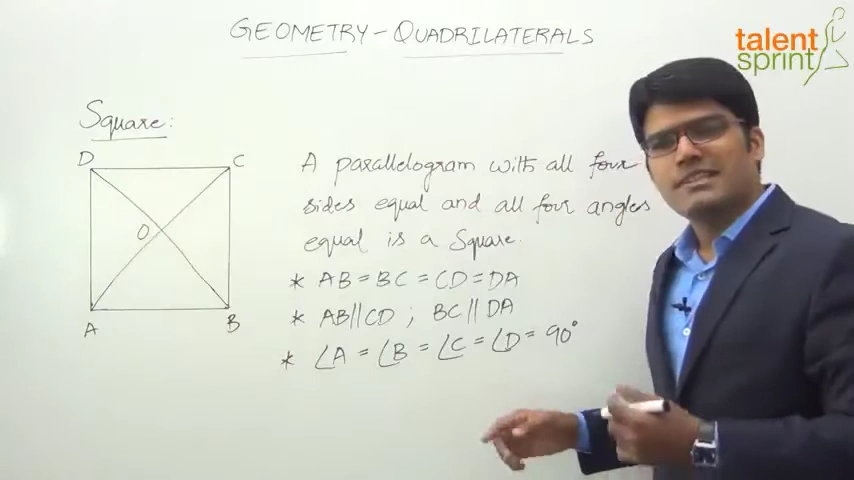 GEOMETRY - QUADRILATERALS
talent
sprint
Square:
D
C
O
A
B
A parallelogram with all four
sides equal and all four angles
equal is a Square.
* AB = BC = CD = DA
* AB || CD ; BC || DA
* ∠A = ∠B = ∠C = ∠D = 90°